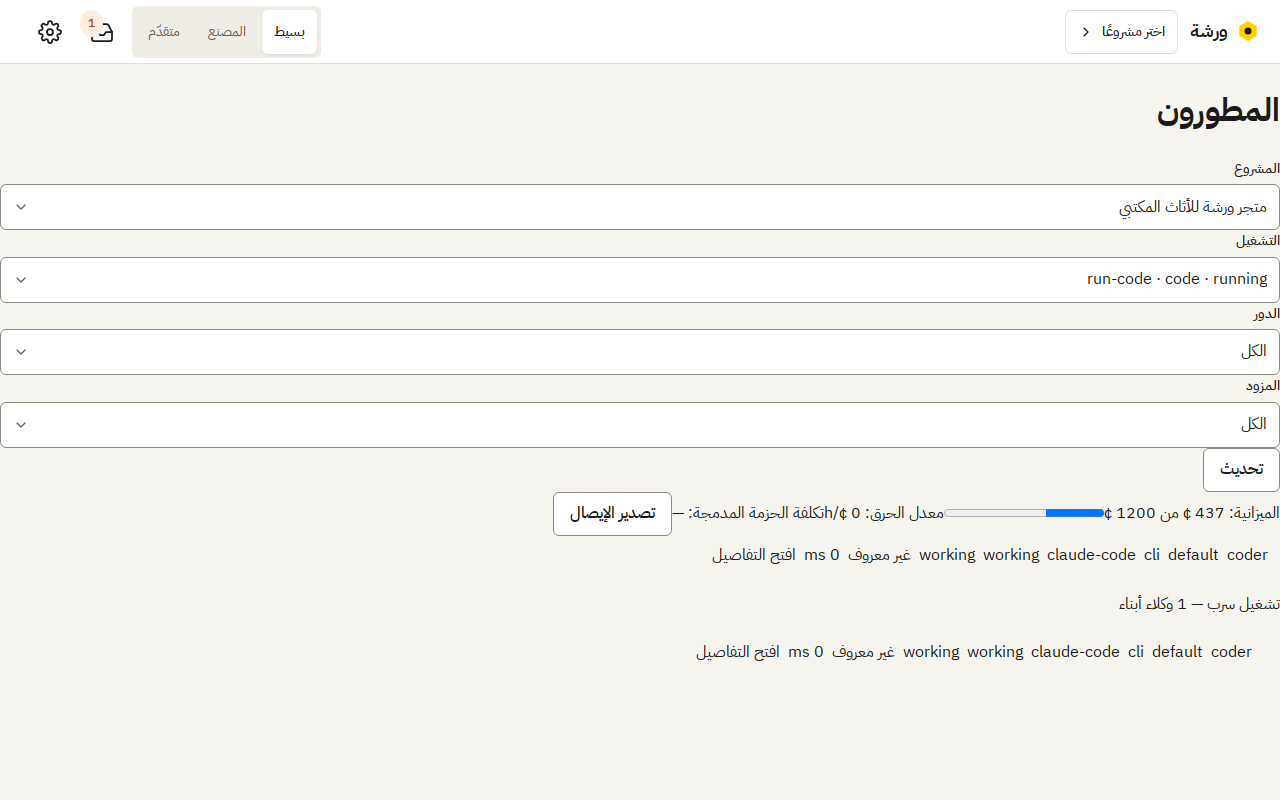 ورشة
اختر مشروعًا
بسيط المصنع متقدّم
1
المطورون
المشروع
متجر ورشة للأثاث المكتبي
التشغيل
run-code · code · running
الدور
الكل
المزود
الكل
تحديث
الميزانية: 437 ¢ من 1200 ¢ معدل الحرق: 0 ¢/h تكلفة الحزمة المدمجة: — تصدير الإيصال
coder default cli claude-code working working غير معروف 0 ms افتح التفاصيل
تشغيل سرب — 1 وكلاء أبناء
coder default cli claude-code working working غير معروف 0 ms افتح التفاصيل